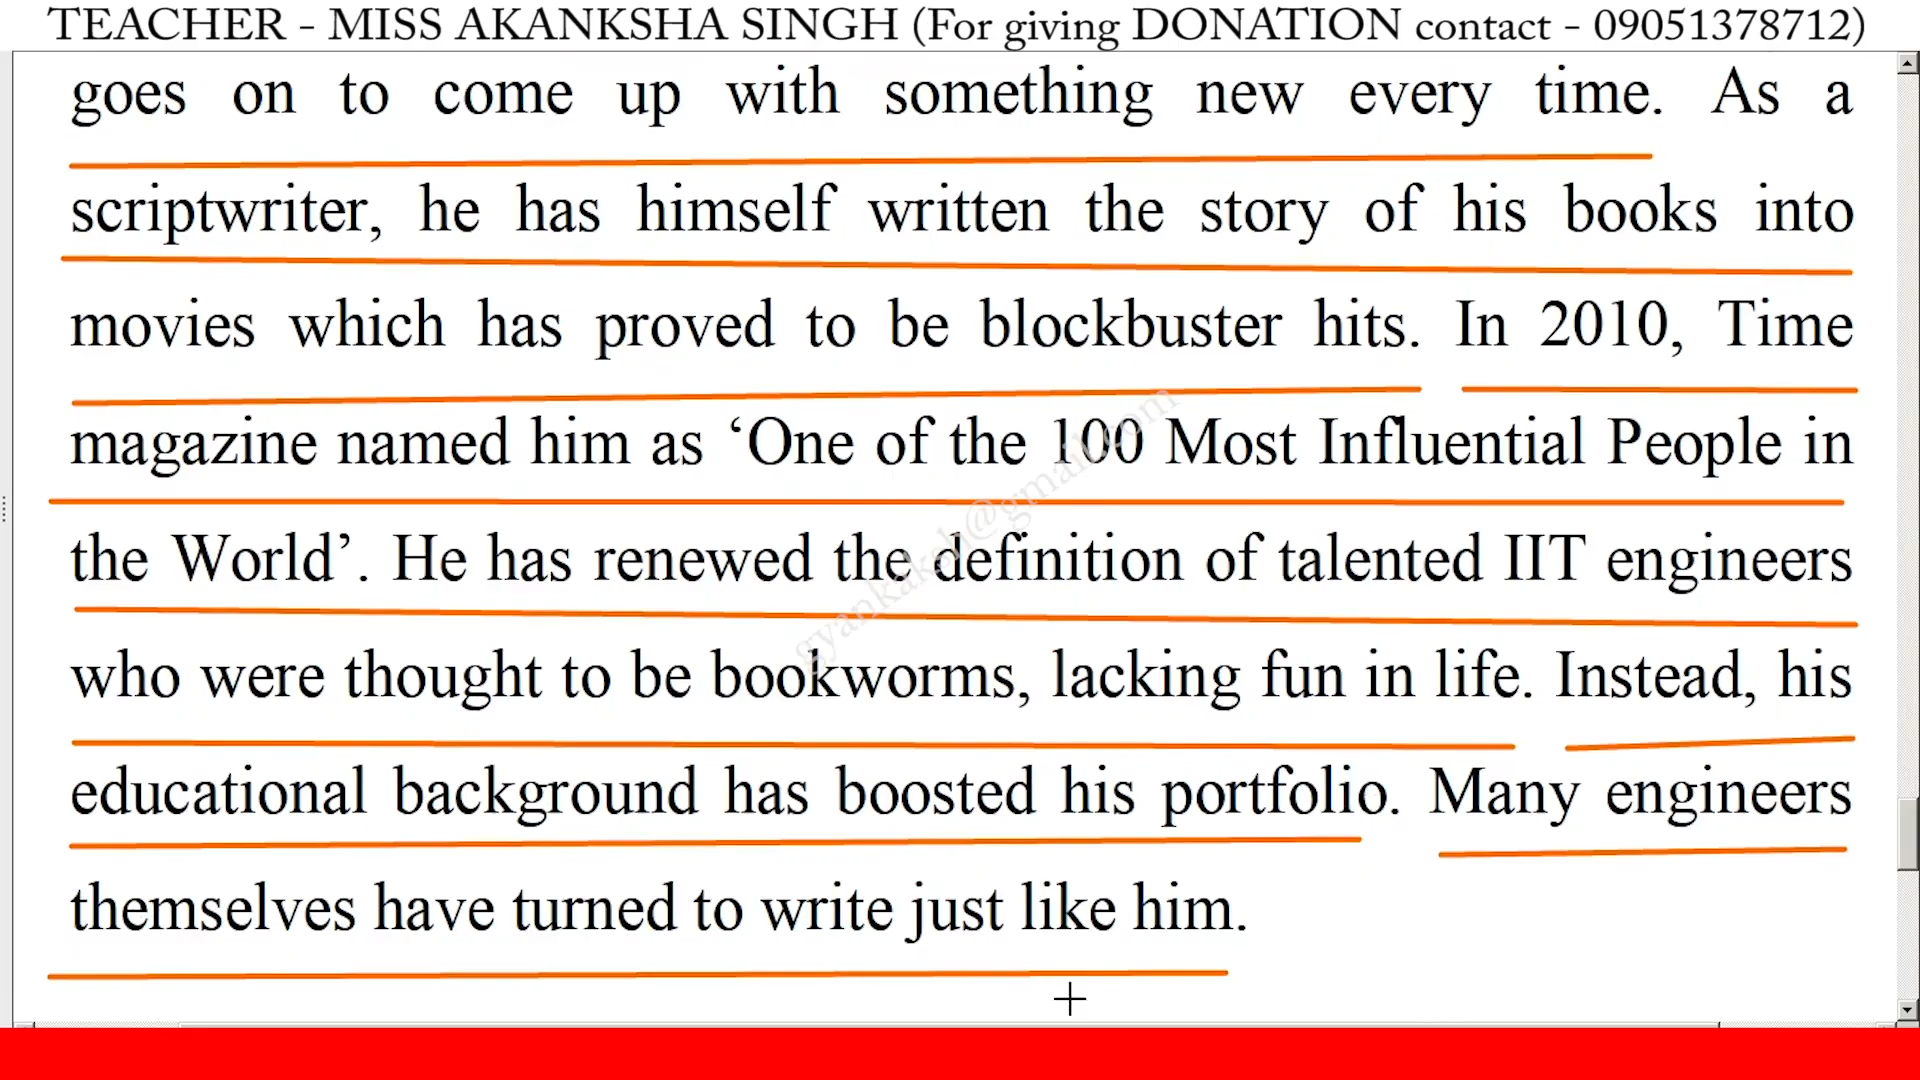 TEACHER - MISS AKANKSHA SINGH (For giving DONATION contact - 09051378712)
goes on to come up with something new every time. As a
scriptwriter, he has himself written the story of his books into
movies which has proved to be blockbuster hits. In 2010, Time
magazine named him as ‘One of the 100 Most Influential People in
the World’. He has renewed the definition of talented IIT engineers
who were thought to be bookworms, lacking fun in life. Instead, his
educational background has boosted his portfolio. Many engineers
themselves have turned to write just like him.
gyankaksh@gmail.com